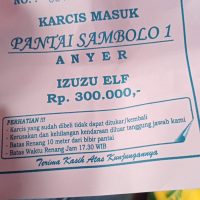 NO. :
KARCIS MASUK
PANTAI SAMBOLO 1
ANYER
IZUZU ELF
Rp. 300.000,-
PERHATIAN !!!
- Karcis yang sudah dibeli tidak dapat ditukar/kembali
- Kerusakan dan kehilangan kendaraan diluar tanggung jawab kami
- Batas Renang 10 meter dari bibir pantai
- Batas Waktu Renang Jam 17.30 WIB
Terima Kasih Atas Kunjungannya